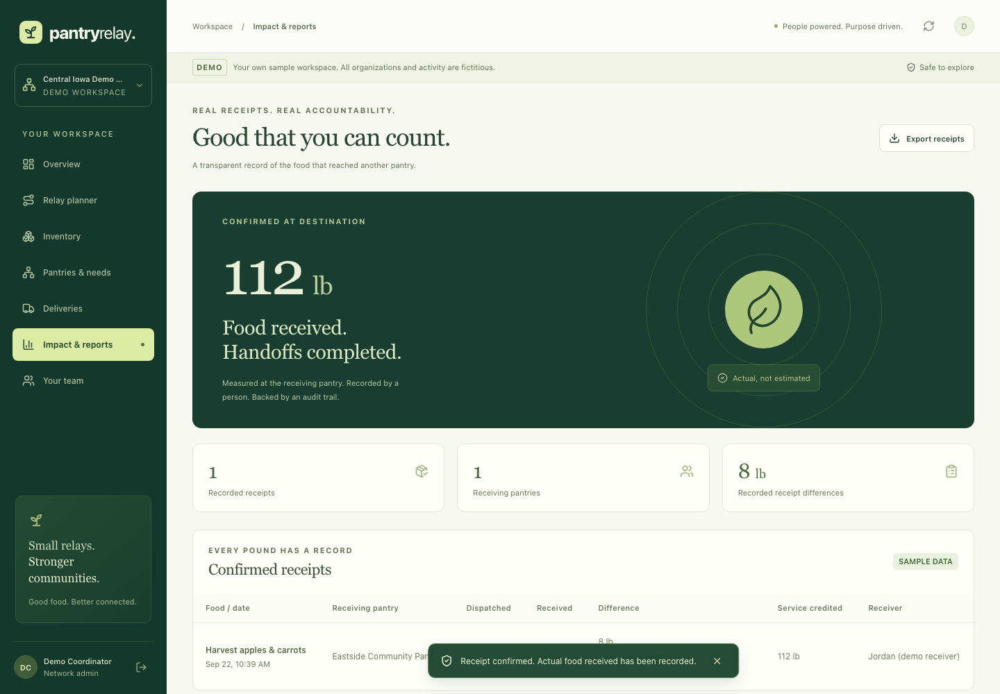 pantryrelay.
Central Iowa Demo ...
DEMO WORKSPACE
YOUR WORKSPACE
Overview
Relay planner
Inventory
Pantries & needs
Deliveries
Impact & reports
Your team
Small relays.
Stronger
communities.
Good food. Better connected.
DC
Demo Coordinator
Network admin
Workspace / Impact & reports
People powered. Purpose driven.
D
DEMO Your own sample workspace. All organizations and activity are fictitious.
Safe to explore
REAL RECEIPTS. REAL ACCOUNTABILITY.
Good that you can count.
A transparent record of the food that reached another pantry.
Export receipts
CONFIRMED AT DESTINATION
112 lb
Food received.
Handoffs completed.
Measured at the receiving pantry. Recorded by a
person. Backed by an audit trail.
Actual, not estimated
1
Recorded receipts
1
Receiving pantries
8 lb
Recorded receipt differences
EVERY POUND HAS A RECORD
Confirmed receipts
SAMPLE DATA
Food / date Receiving pantry Dispatched Received Difference Service credited Receiver
Harvest apples & carrots
Sep 22, 10:39 AM
Eastside Community
8 lb
112 lb
Jordan (demo receiver)
Receipt confirmed. Actual food received has been recorded.